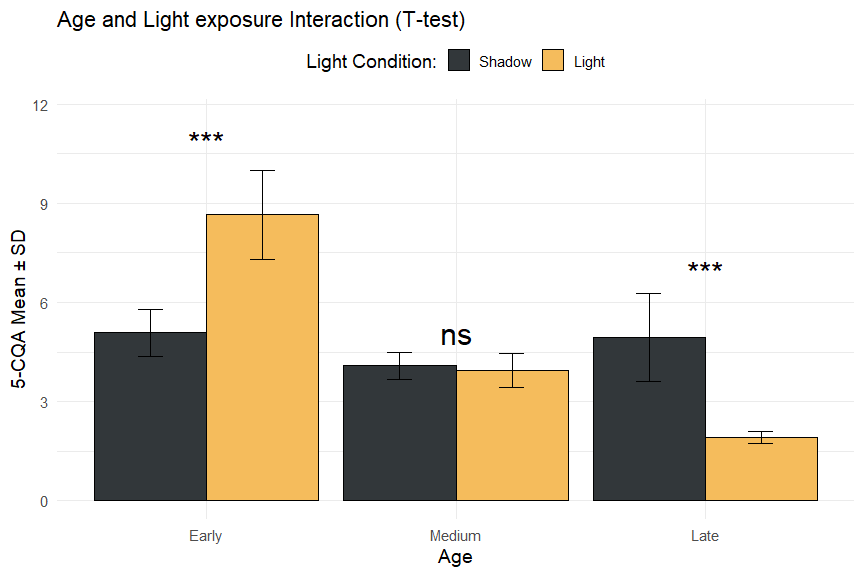 Age and Light exposure Interaction (T-test)
Light Condition: Shadow Light
12
***
9
***
6
ns
3
0
5-CQA Mean ± SD
Early Medium Late
Age